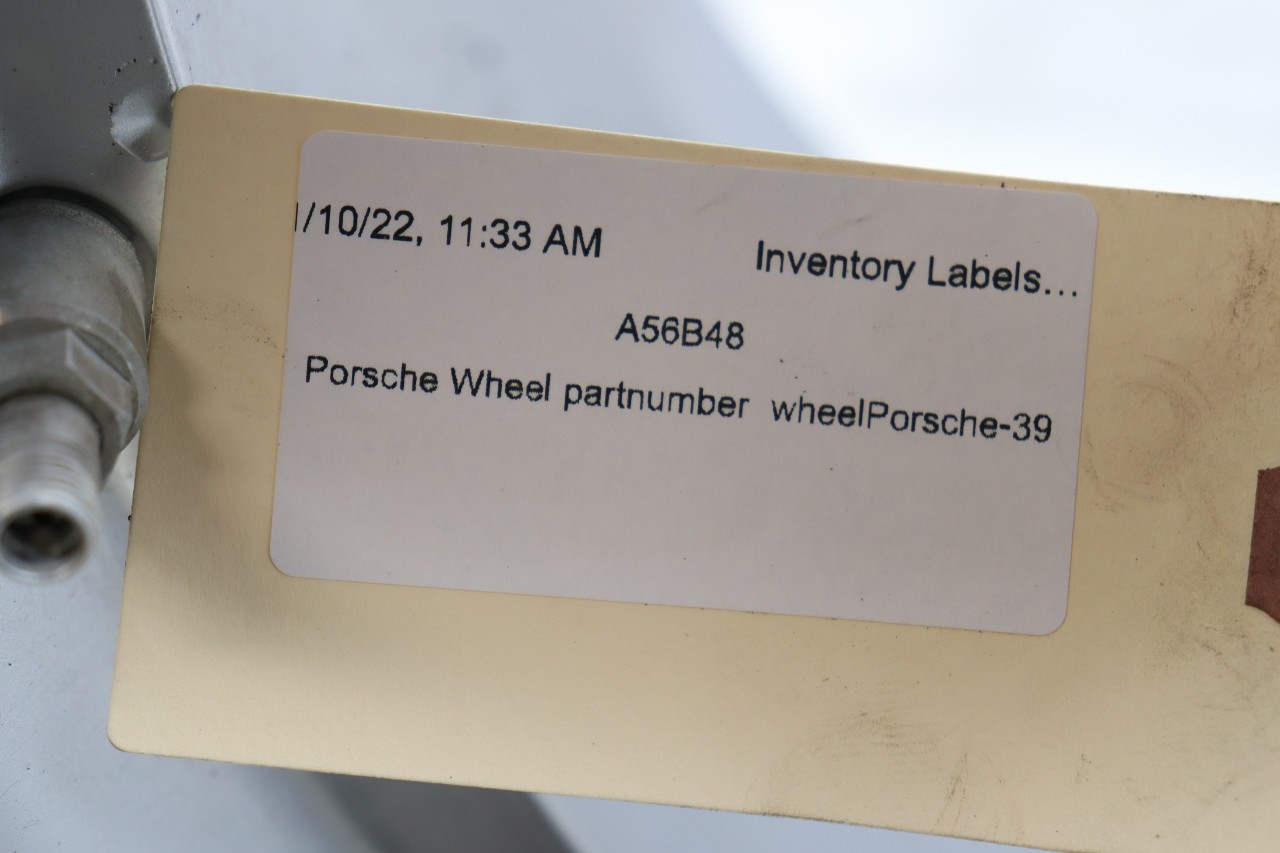 /10/22, 11:33 AM
Inventory Labels...
A56B48
Porsche Wheel partnumber wheelPorsche-39